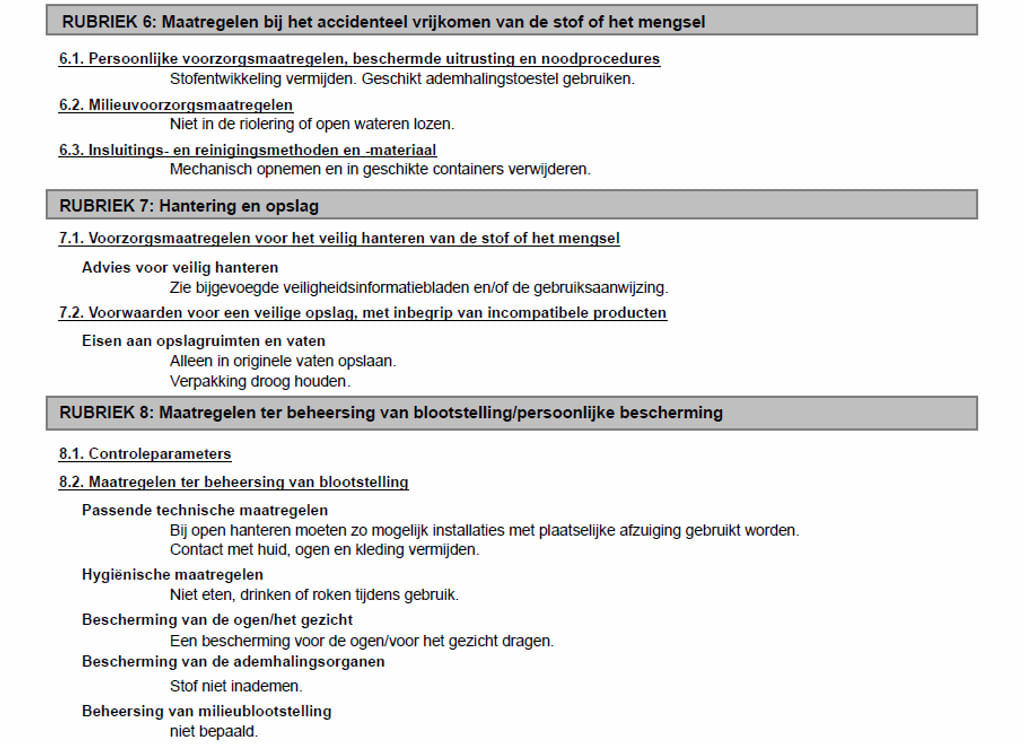 RUBRIEK 6: Maatregelen bij het accidenteel vrijkomen van de stof of het mengsel
6.1. Persoonlijke voorzorgsmaatregelen, beschermde uitrusting en noodprocedures
Stofentwikkeling vermijden. Geschikt ademhalingstoestel gebruiken.
6.2. Milieuvoorzorgsmaatregelen
Niet in de riolering of open wateren lozen.
6.3. Insluitings- en reinigingsmethoden en -materiaal
Mechanisch opnemen en in geschikte containers verwijderen.
RUBRIEK 7: Hantering en opslag
7.1. Voorzorgsmaatregelen voor het veilig hanteren van de stof of het mengsel
Advies voor veilig hanteren
Zie bijgevoegde veiligheidsinformatiebladen en/of de gebruiksaanwijzing.
7.2. Voorwaarden voor een veilige opslag, met inbegrip van incompatibele producten
Eisen aan opslagruimten en vaten
Alleen in originele vaten opslaan.
Verpakking droog houden.
RUBRIEK 8: Maatregelen ter beheersing van blootstelling/persoonlijke bescherming
8.1. Controleparameters
8.2. Maatregelen ter beheersing van blootstelling
Passende technische maatregelen
Bij open hanteren moeten zo mogelijk installaties met plaatselijke afzuiging gebruikt worden.
Contact met huid, ogen en kleding vermijden.
Hygiënische maatregelen
Niet eten, drinken of roken tijdens gebruik.
Bescherming van de ogen/het gezicht
Een bescherming voor de ogen/voor het gezicht dragen.
Bescherming van de ademhalingsorganen
Stof niet inademen.
Beheersing van milieublootstelling
niet bepaald.